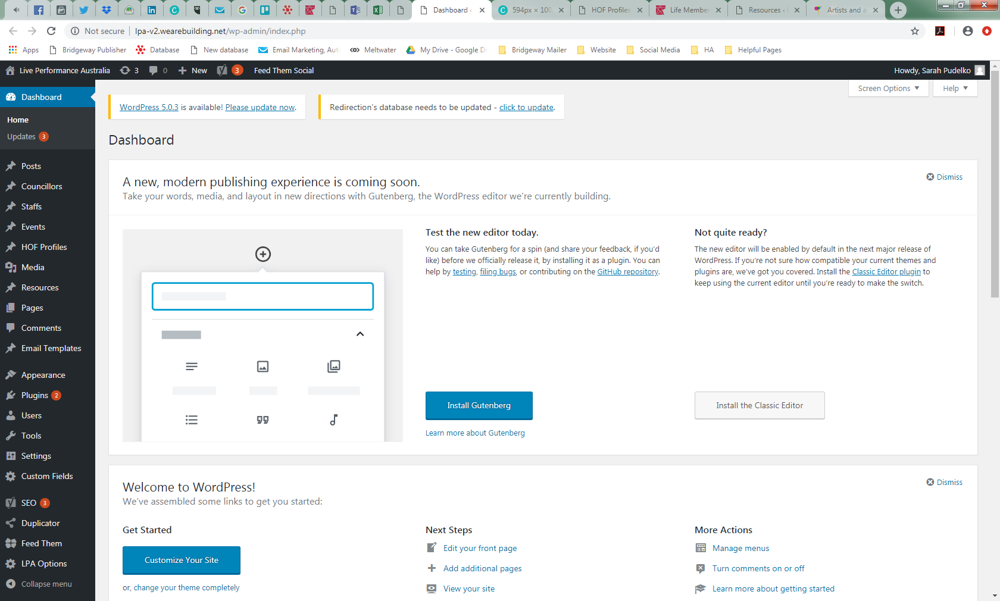 Dashboard ‹
594px × 100
HOF Profiles
Life Member
Resources ‹
Artists and a
Not secure
lpa-v2.wearebuilding.net/wp-admin/index.php
Apps
Bridgeway Publisher
Database
New database
Email Marketing, Aut
Meltwater
My Drive - Google D
Bridgeway Mailer
Website
Social Media
HA
Helpful Pages
Live Performance Australia
3
0
New
3
Feed Them Social
Howdy, Sarah Pudelko
Screen Options
Help
Dashboard
Home
Updates 3
Posts
Councillors
Staffs
Events
HOF Profiles
Media
Resources
Pages
Comments
Email Templates
Appearance
Plugins 2
Users
Tools
Settings
Custom Fields
SEO 3
Duplicator
Feed Them
LPA Options
Collapse menu
WordPress 5.0.3 is available! Please update now.
Redirection's database needs to be updated - click to update.
Dashboard
A new, modern publishing experience is coming soon.
Dismiss
Take your words, media, and layout in new directions with Gutenberg, the WordPress editor we're currently building.
Test the new editor today.
You can take Gutenberg for a spin (and share your feedback, if you'd
like) before we officially release it, by installing it as a plugin. You can
help by testing, filing bugs, or contributing on the GitHub repository.
Install Gutenberg
Learn more about Gutenberg
Not quite ready?
The new editor will be enabled by default in the next major release of
WordPress. If you're not sure how compatible your current themes and
plugins are, we've got you covered. Install the Classic Editor plugin to
keep using the current editor until you're ready to make the switch.
Install the Classic Editor
Welcome to WordPress!
Dismiss
We've assembled some links to get you started:
Get Started
Customize Your Site
or, change your theme completely
Next Steps
Edit your front page
Add additional pages
View your site
More Actions
Manage menus
Turn comments on or off
Learn more about getting started